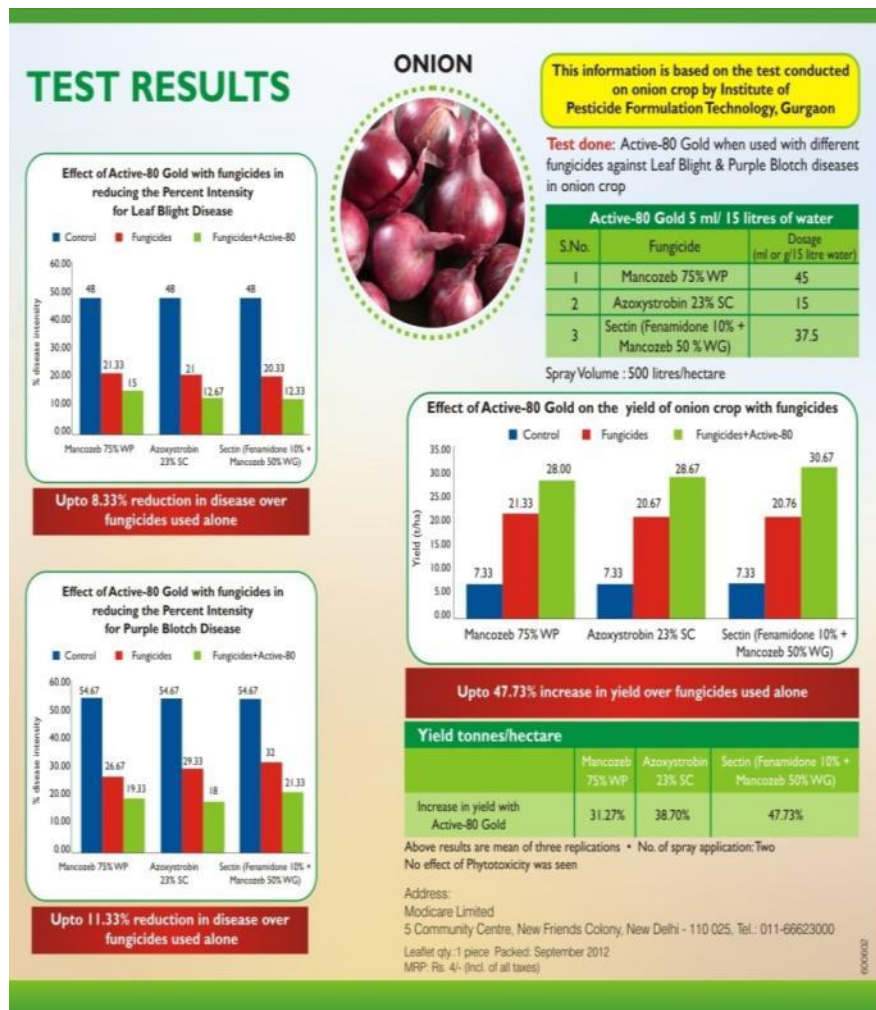 TEST RESULTS
ONION
This information is based on the test conducted
on onion crop by Institute of
Pesticide Formulation Technology, Gurgaon
Test done: Active-80 Gold when used with different
fungicides against Leaf Blight & Purple Blotch diseases
in onion crop
Active-80 Gold 5 ml/ 15 litres of water
S.No. Fungicide Dosage
(ml or g/15 litre water)
1 Mancozeb 75% WP 45
2 Azoxystrobin 23% SC 15
3 Sectin (Fenamidone 10% +
Mancozeb 50 % WG) 37.5
Spray Volume : 500 litres/hectare
Effect of Active-80 Gold with fungicides in
reducing the Percent Intensity
for Leaf Blight Disease
Control Fungicides Fungicides+Active-80
% disease intensity
60.00
50.00
40.00
30.00
20.00
10.00
0.00
48 21.33 15
48 21 12.67
48 20.33 12.33
Mancozeb 75% WP Azoxystrobin
23% SC
Sectin (Fenamidone 10% +
Mancozeb 50% WG)
Upto 8.33% reduction in disease over
fungicides used alone
Effect of Active-80 Gold with fungicides in
reducing the Percent Intensity
for Purple Blotch Disease
Control Fungicides Fungicides+Active-80
% disease intensity
60.00
50.00
40.00
30.00
20.00
10.00
0.00
54.67 26.67 19.33
54.67 29.33 18
54.67 32 21.33
Mancozeb 75% WP Azoxystrobin
23% SC
Sectin (Fenamidone 10% +
Mancozeb 50% WG)
Upto 11.33% reduction in disease over
fungicides used alone
Effect of Active-80 Gold on the yield of onion crop with fungicides
Control Fungicides Fungicides+Active-80
Yield (t/ha)
35.00
30.00
25.00
20.00
15.00
10.00
5.00
0.00
7.33 21.33 28.00
7.33 20.67 28.67
7.33 20.76 30.67
Mancozeb 75% WP Azoxystrobin 23% SC Sectin (Fenamidone 10% +
Mancozeb 50% WG)
Upto 47.73% increase in yield over fungicides used alone
Yield tonnes/hectare
Mancozeb
75% WP
Azoxystrobin
23% SC
Sectin (Fenamidone 10% +
Mancozeb 50% WG)
Increase in yield with
Active-80 Gold
31.27% 38.70% 47.73%
Above results are mean of three replications • No. of spray application: Two
No effect of Phytotoxicity was seen
Address:
Modicare Limited
5 Community Centre, New Friends Colony, New Delhi - 110 025, Tel.: 011-66623000
Leaflet qty.:1 piece Packed: September 2012
MRP: Rs. 4/- (Incl. of all taxes)
600602